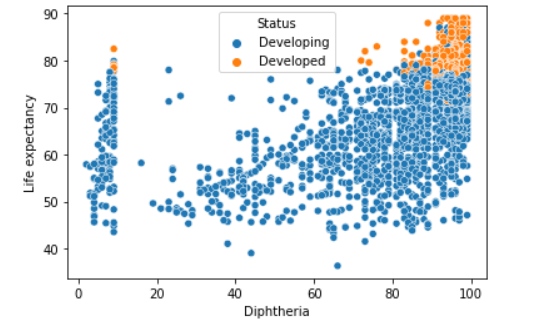 90
80
70
60
50
40
Life expectancy
Status
Developing
Developed
0
20
40
60
80
100
Diphtheria